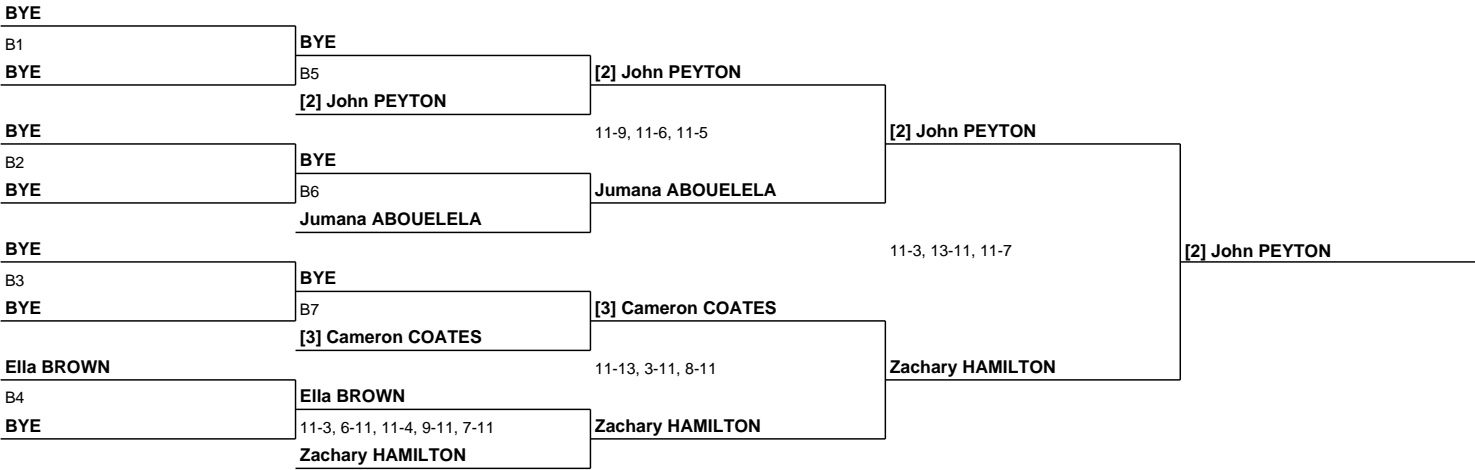 BYE
B1
BYE
BYE
B5
[2] John PEYTON
[2] John PEYTON
BYE
11-9, 11-6, 11-5
[2] John PEYTON
B2
BYE
BYE
B6
Jumana ABOUELELA
Jumana ABOUELELA
BYE
11-3, 13-11, 11-7
[2] John PEYTON
B3
BYE
BYE
B7
[3] Cameron COATES
[3] Cameron COATES
Ella BROWN
11-13, 3-11, 8-11
Zachary HAMILTON
B4
Ella BROWN
BYE
11-3, 6-11, 11-4, 9-11, 7-11
Zachary HAMILTON
Zachary HAMILTON